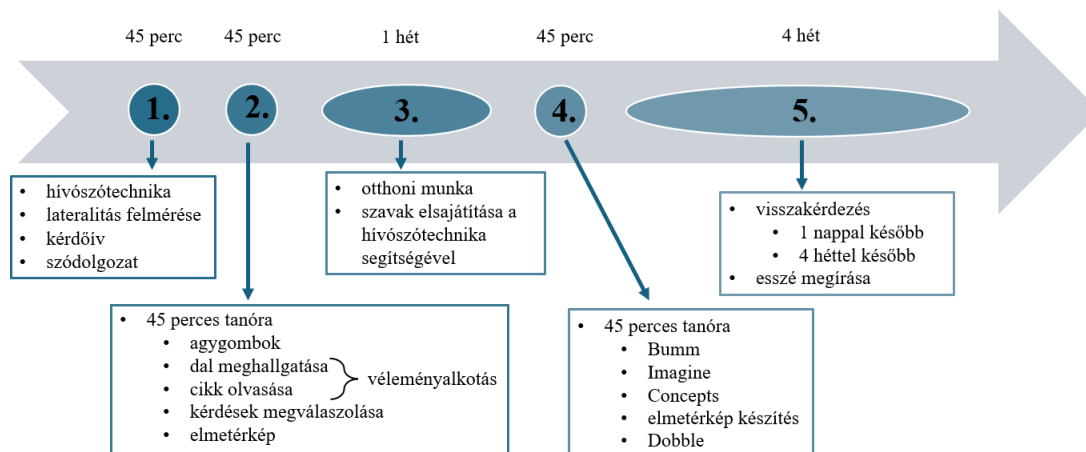 45 perc
45 perc
1 hét
45 perc
4 hét
1.
2.
3.
4.
5.
• hívószótechnika
• lateralitás felmérése
• kérdőív
• szódolgozat
• otthoni munka
• szavak elsajátítása a
hívószótechnika
segítségével
• visszakérdezés
• 1 nappal később
• 4 héttel később
• esszé megírása
• 45 perces tanóra
• agygombok
• dal meghallgatása
• cikk olvasása
véleményalkotás
• kérdések megválaszolása
• elmetérkép
• 45 perces tanóra
• Bumm
• Imagine
• Concepts
• elmetérkép készítés
• Dobble